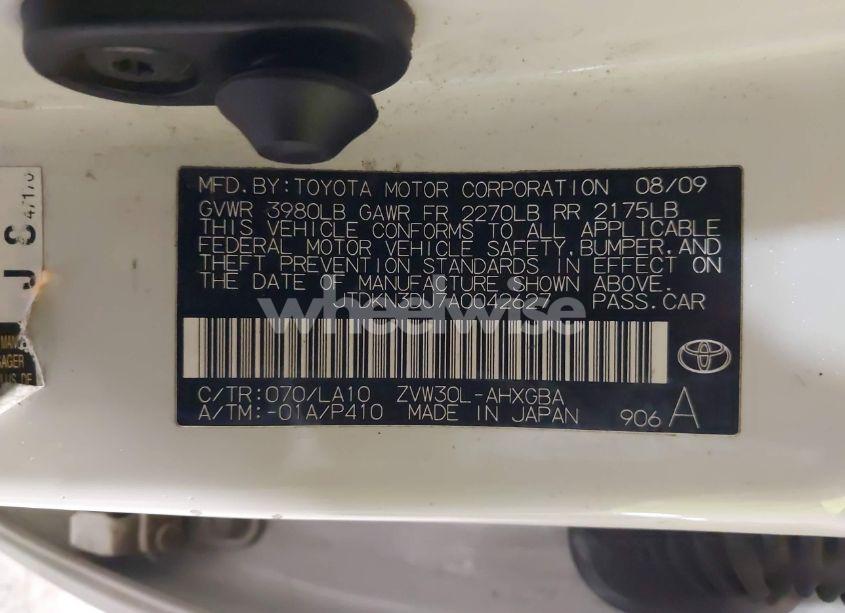 MFD. BY: TOYOTA MOTOR CORPORATION 08/09
GVWR 3980LB GAWR FR 2270LB RR 2175LB
THIS VEHICLE CONFORMS TO ALL APPLICABLE
FEDERAL MOTOR VEHICLE SAFETY, BUMPER, AND
THEFT PREVENTION STANDARDS IN EFFECT ON
THE DATE OF MANUFACTURE SHOWN ABOVE.
JTDKN3DU7A0042627 PASS. CAR
wheelwise
C/TR: 070/LA10 ZVW30L-AHXGBA
A/TM: -01A/P410 MADE IN JAPAN 906 A
J
SAGER